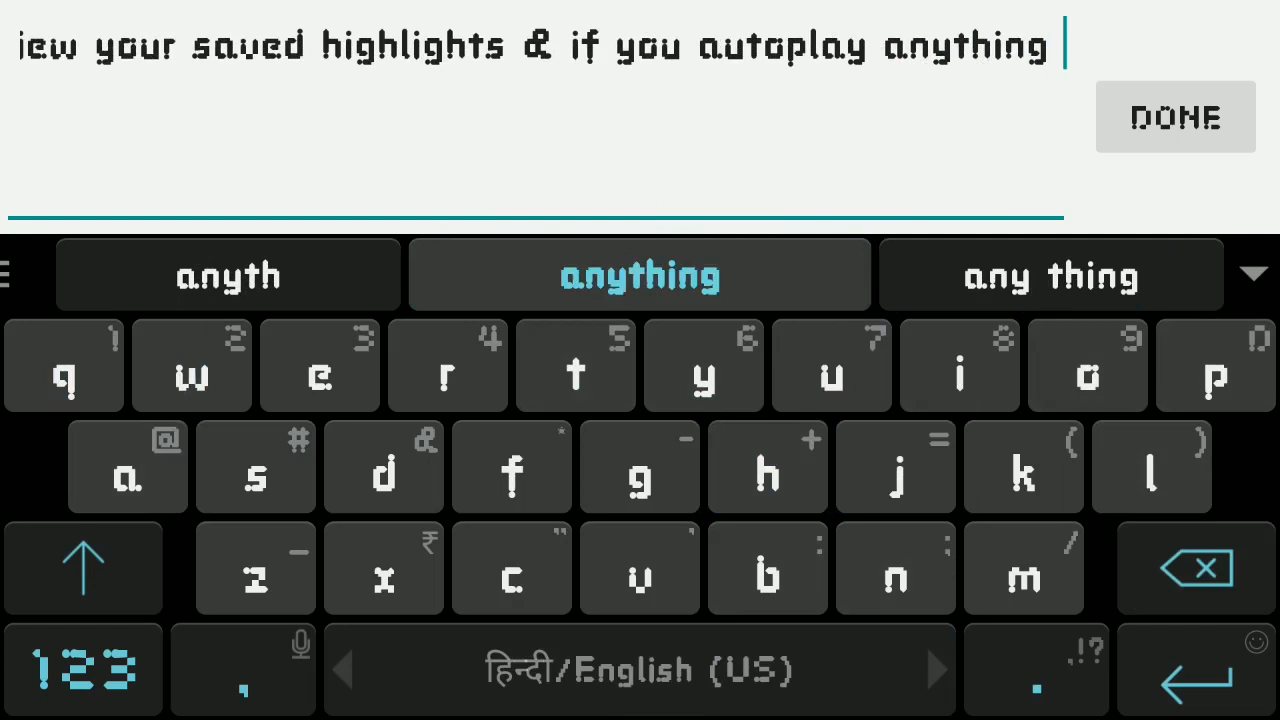 iew your saved highlights & if you autoplay anything
DONE
anyth anything any thing
1 2 3 4 5 6 7 8 9 0
q w e r t y u i o p
@ # & * - + = ( )
a s d f g h j k l
_ ₹ " ' : ; /
z x c v b n m
123 , हिन्दी/English (US) . ,!?